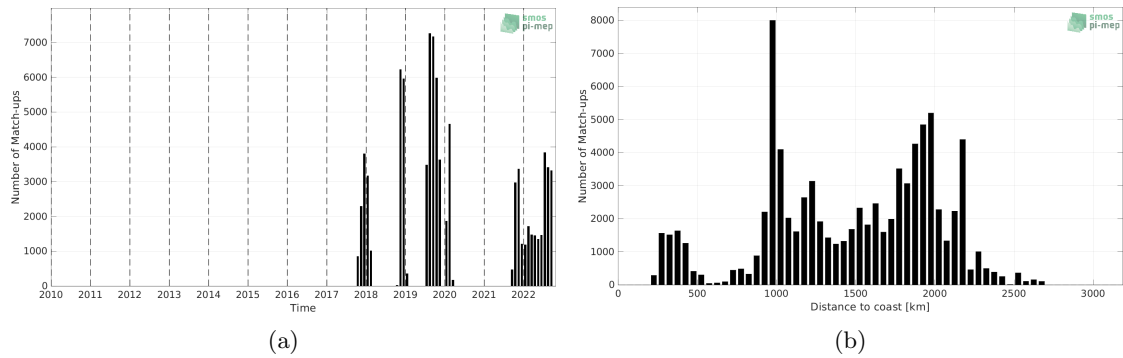 smos
pi-mep
7000
6000
5000
4000
3000
2000
1000
0
Number of Match-ups
2010 2011 2012 2013 2014 2015 2016 2017 2018 2019 2020 2021 2022
Time
(a)
smos
pi-mep
8000
7000
6000
5000
4000
3000
2000
1000
0
Number of Match-ups
0 500 1000 1500 2000 2500 3000
Distance to coast [km]
(b)